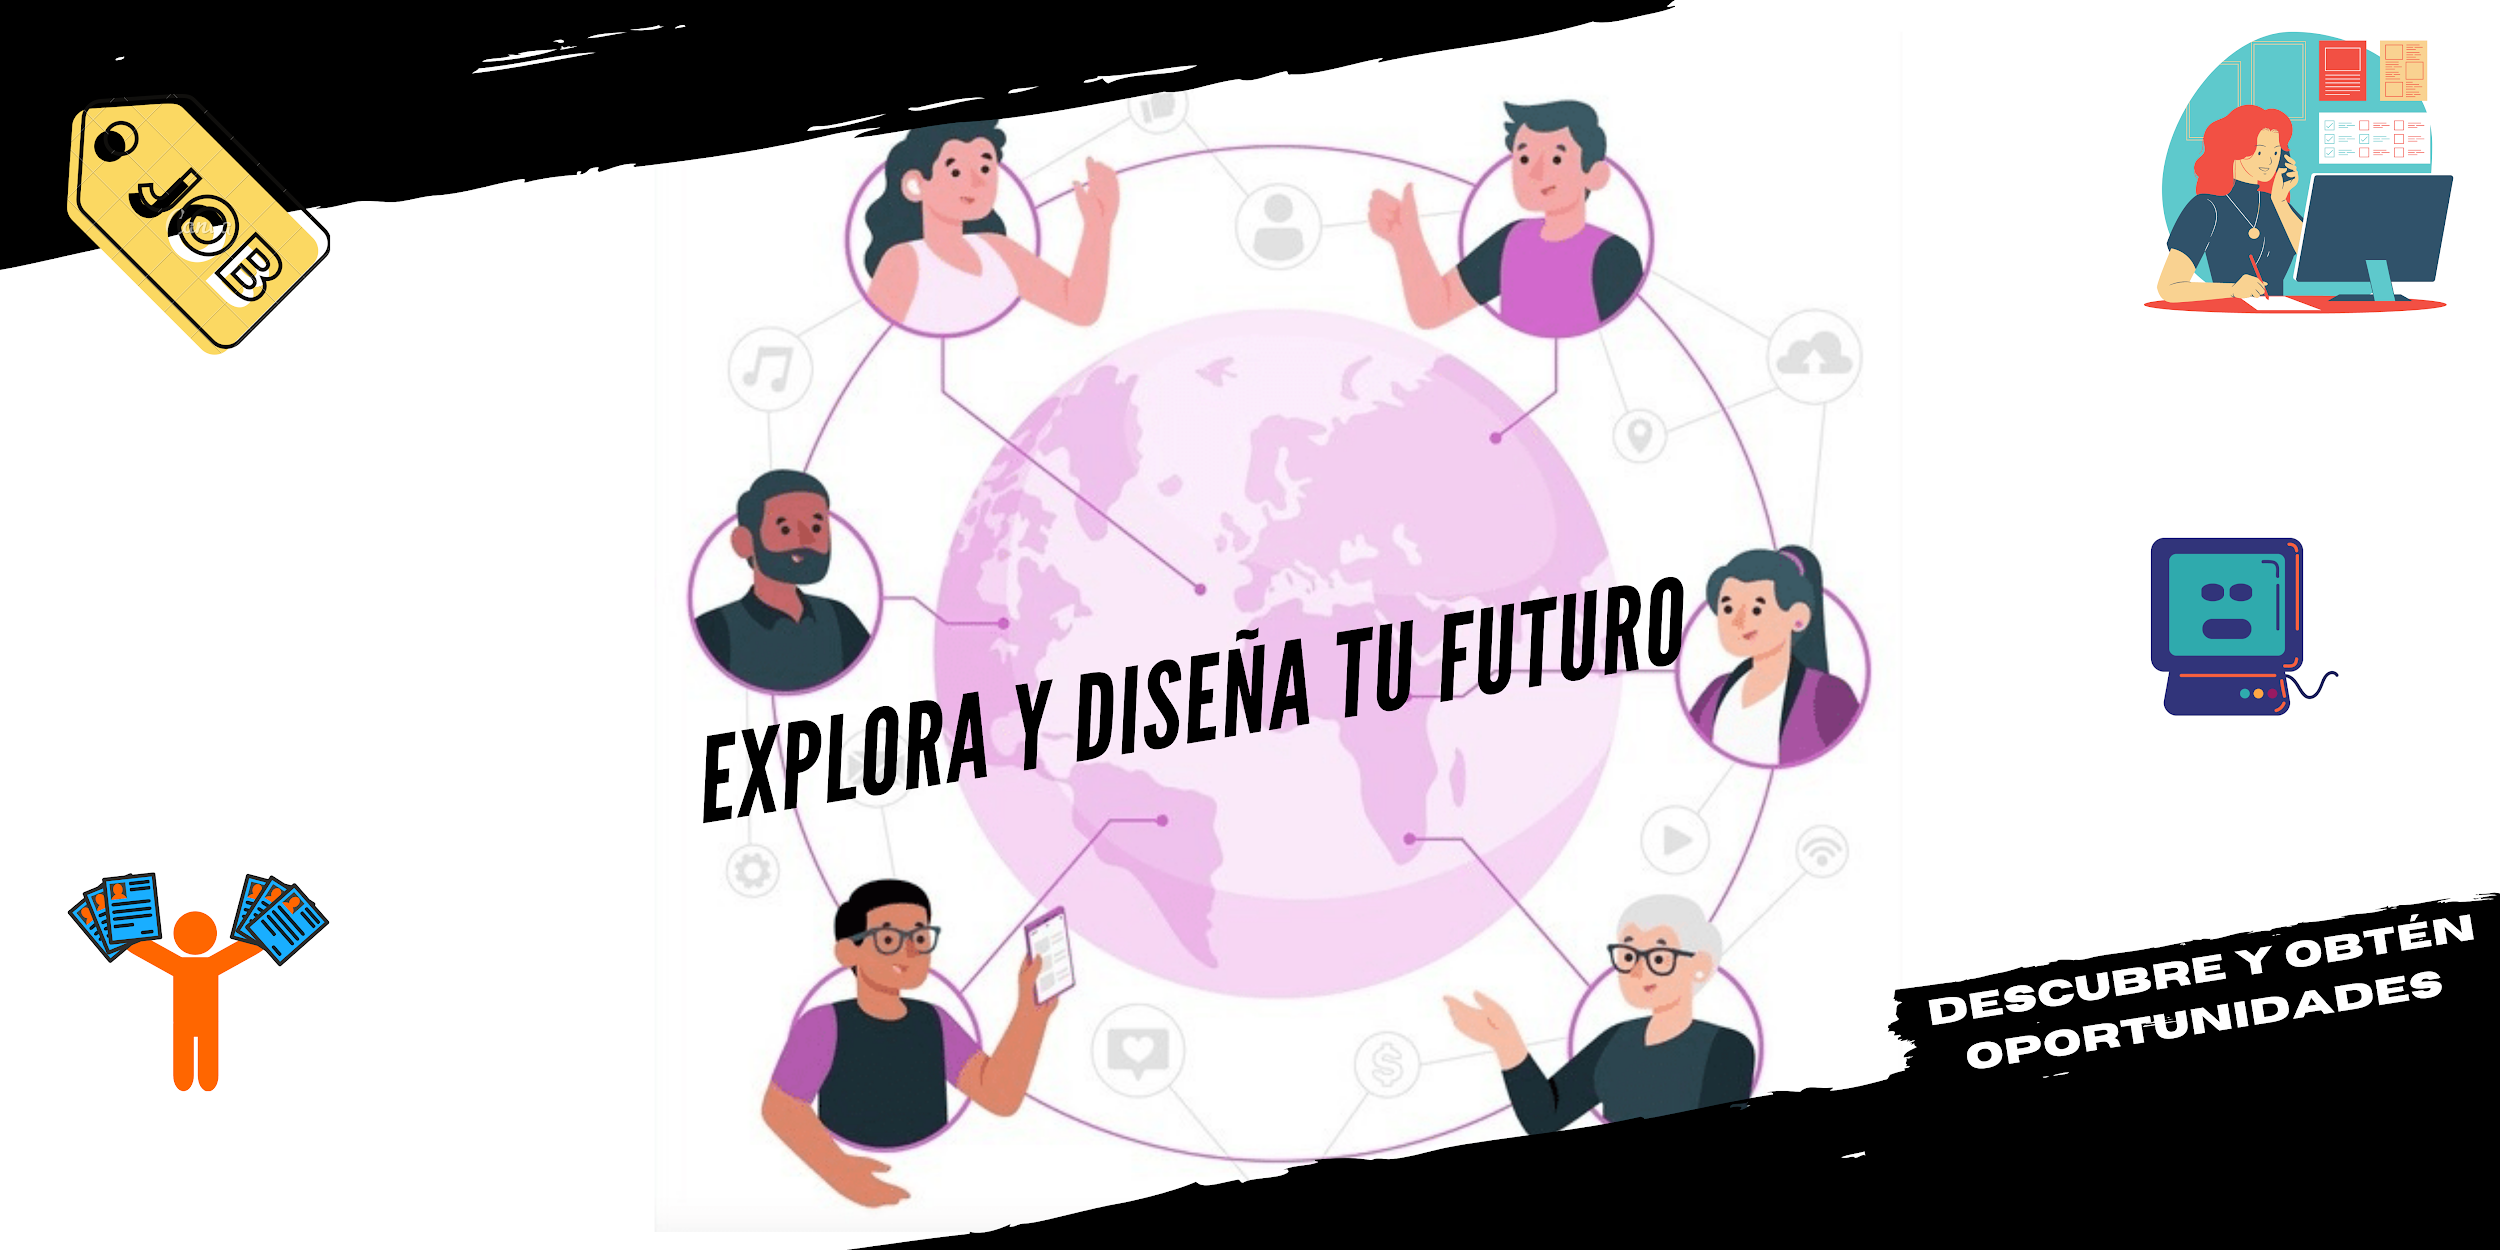 JOB
EXPLORA Y DISEÑA TU FUTURO
DESCUBRE Y OBTÉN
OPORTUNIDADES